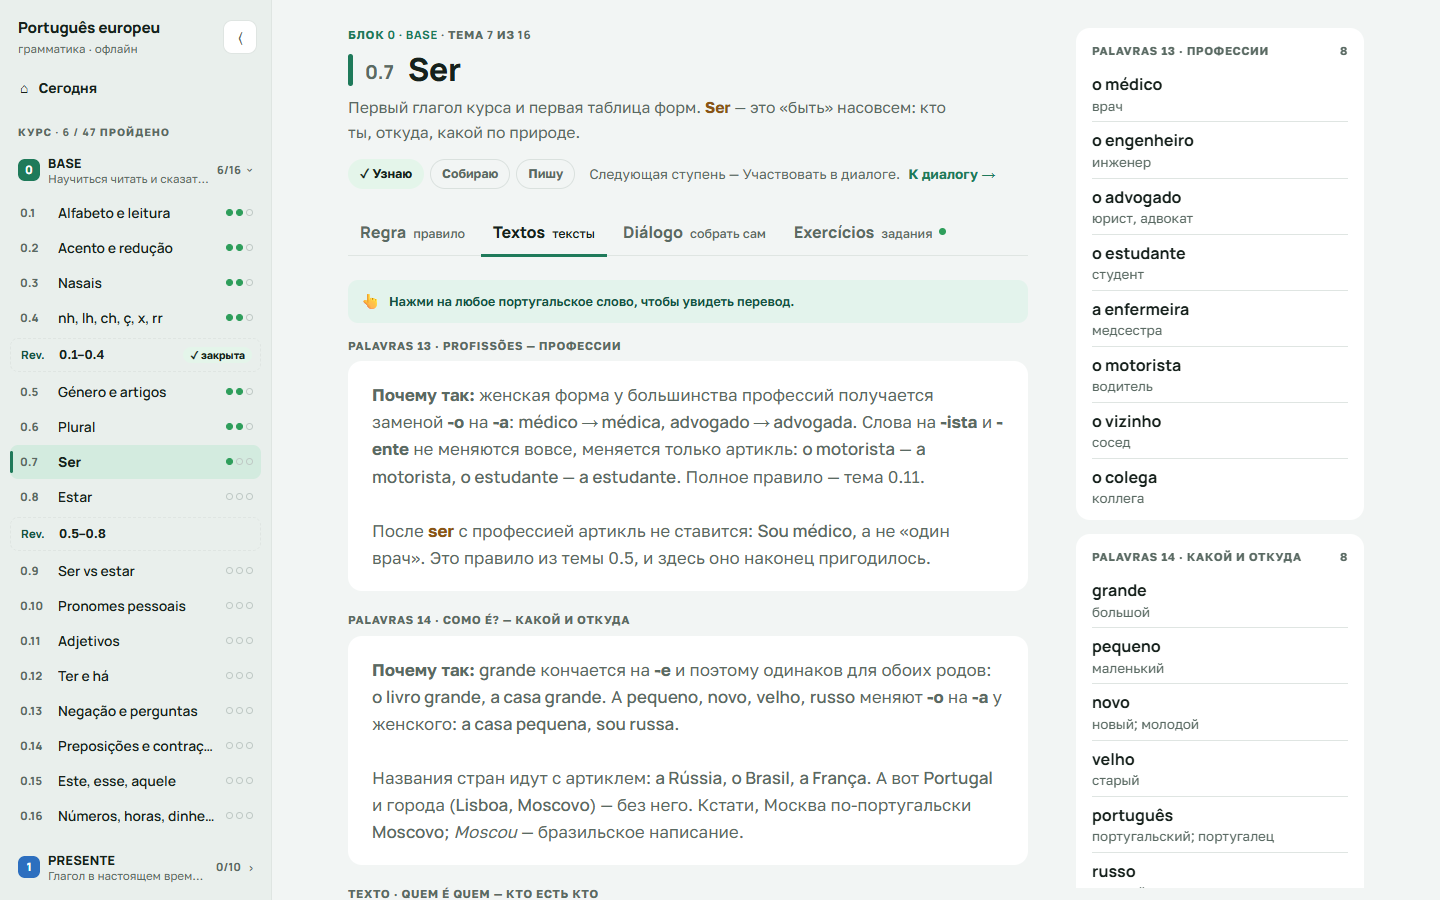 Português europeu
грамматика · офлайн
⌂ Сегодня
КУРС · 6 / 47 ПРОЙДЕНО
0 BASE 6/16
Научиться читать и сказат...
0.1 Alfabeto e leitura
0.2 Acento e redução
0.3 Nasais
0.4 nh, lh, ch, ç, x, rr
Rev. 0.1–0.4 ✓ закрыта
0.5 Género e artigos
0.6 Plural
0.7 Ser
0.8 Estar
Rev. 0.5–0.8
0.9 Ser vs estar
0.10 Pronomes pessoais
0.11 Adjetivos
0.12 Ter e há
0.13 Negação e perguntas
0.14 Preposições e contraç...
0.15 Este, esse, aquele
0.16 Números, horas, dinhe...
1 PRESENTE 0/10 ›
Глагол в настоящем врем...
БЛОК 0 · BASE · ТЕМА 7 ИЗ 16
0.7 Ser
Первый глагол курса и первая таблица форм. Ser — это «быть» насовсем: кто
ты, откуда, какой по природе.
✓ Узнаю Собираю Пишу Следующая ступень — Участвовать в диалоге. К диалогу →
Regra правило Textos тексты Diálogo собрать сам Exercícios задания
👆 Нажми на любое португальское слово, чтобы увидеть перевод.
PALAVRAS 13 · PROFISSÕES — ПРОФЕССИИ
Почему так: женская форма у большинства профессий получается
заменой -o на -a: médico → médica, advogado → advogada. Слова на -ista и -
ente не меняются вовсе, меняется только артикль: o motorista — a
motorista, o estudante — a estudante. Полное правило — тема 0.11.
После ser с профессией артикль не ставится: Sou médico, а не «один
врач». Это правило из темы 0.5, и здесь оно наконец пригодилось.
PALAVRAS 14 · COMO É? — КАКОЙ И ОТКУДА
Почему так: grande кончается на -e и поэтому одинаков для обоих родов:
o livro grande, a casa grande. А pequeno, novo, velho, russo меняют -o на -a у
женского: a casa pequena, sou russa.
Названия стран идут с артиклем: a Rússia, o Brasil, a França. А вот Portugal
и города (Lisboa, Moscovo) — без него. Кстати, Москва по-португальски
Moscovo; Moscou — бразильское написание.
TEXTO · QUEM É QUEM — КТО ЕСТЬ КТО
PALAVRAS 13 · ПРОФЕССИИ 8
o médico
врач
o engenheiro
инженер
o advogado
юрист, адвокат
o estudante
студент
a enfermeira
медсестра
o motorista
водитель
o vizinho
сосед
o colega
коллега
PALAVRAS 14 · КАКОЙ И ОТКУДА 8
grande
большой
pequeno
маленький
novo
новый; молодой
velho
старый
português
португальский; португалец
russo